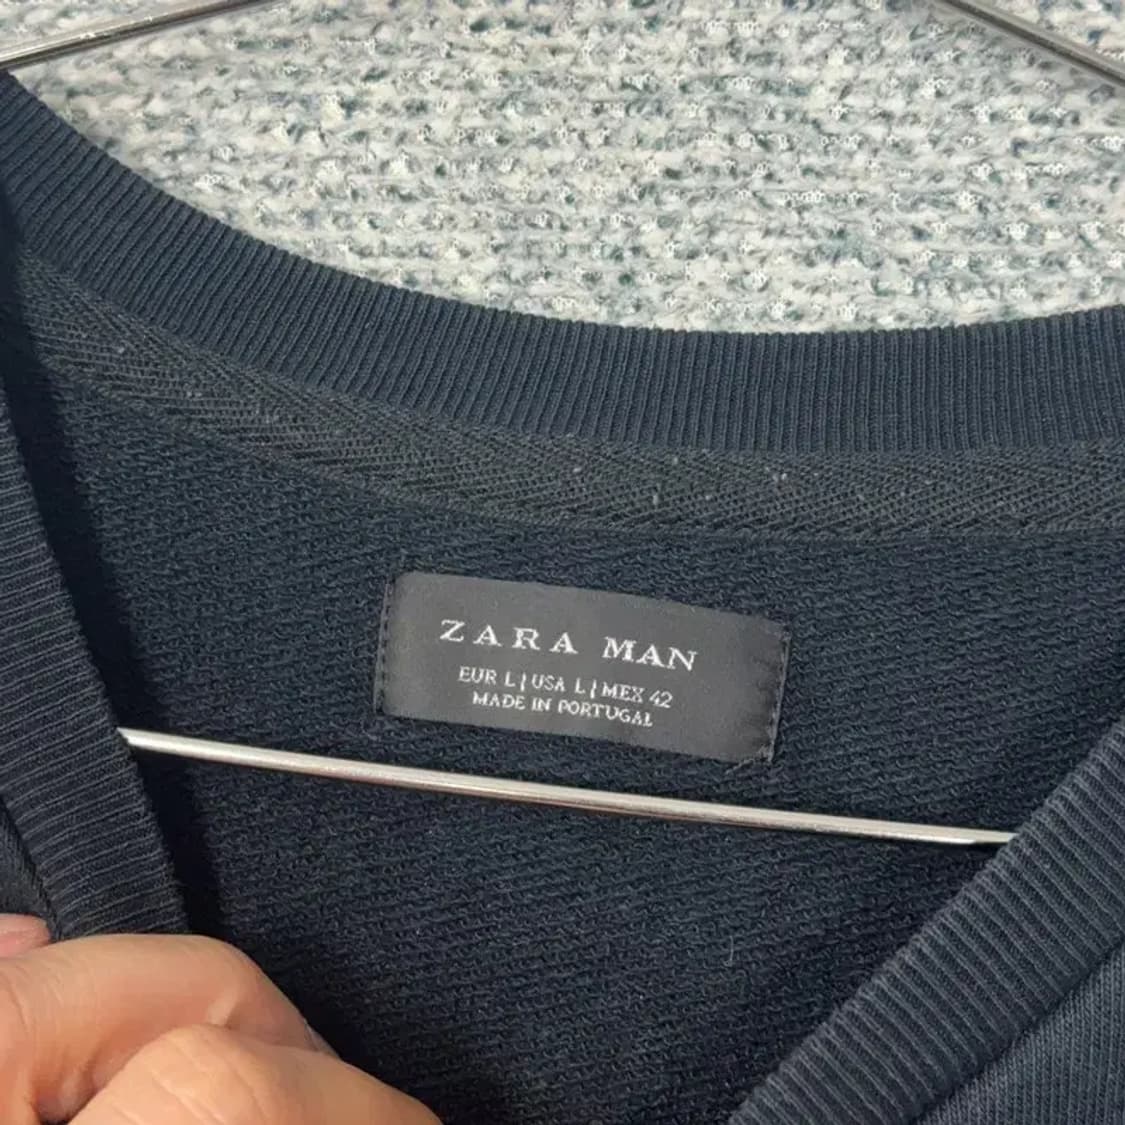 ZARA MAN
EUR L | USA L | MEX 42
MADE IN PORTUGAL